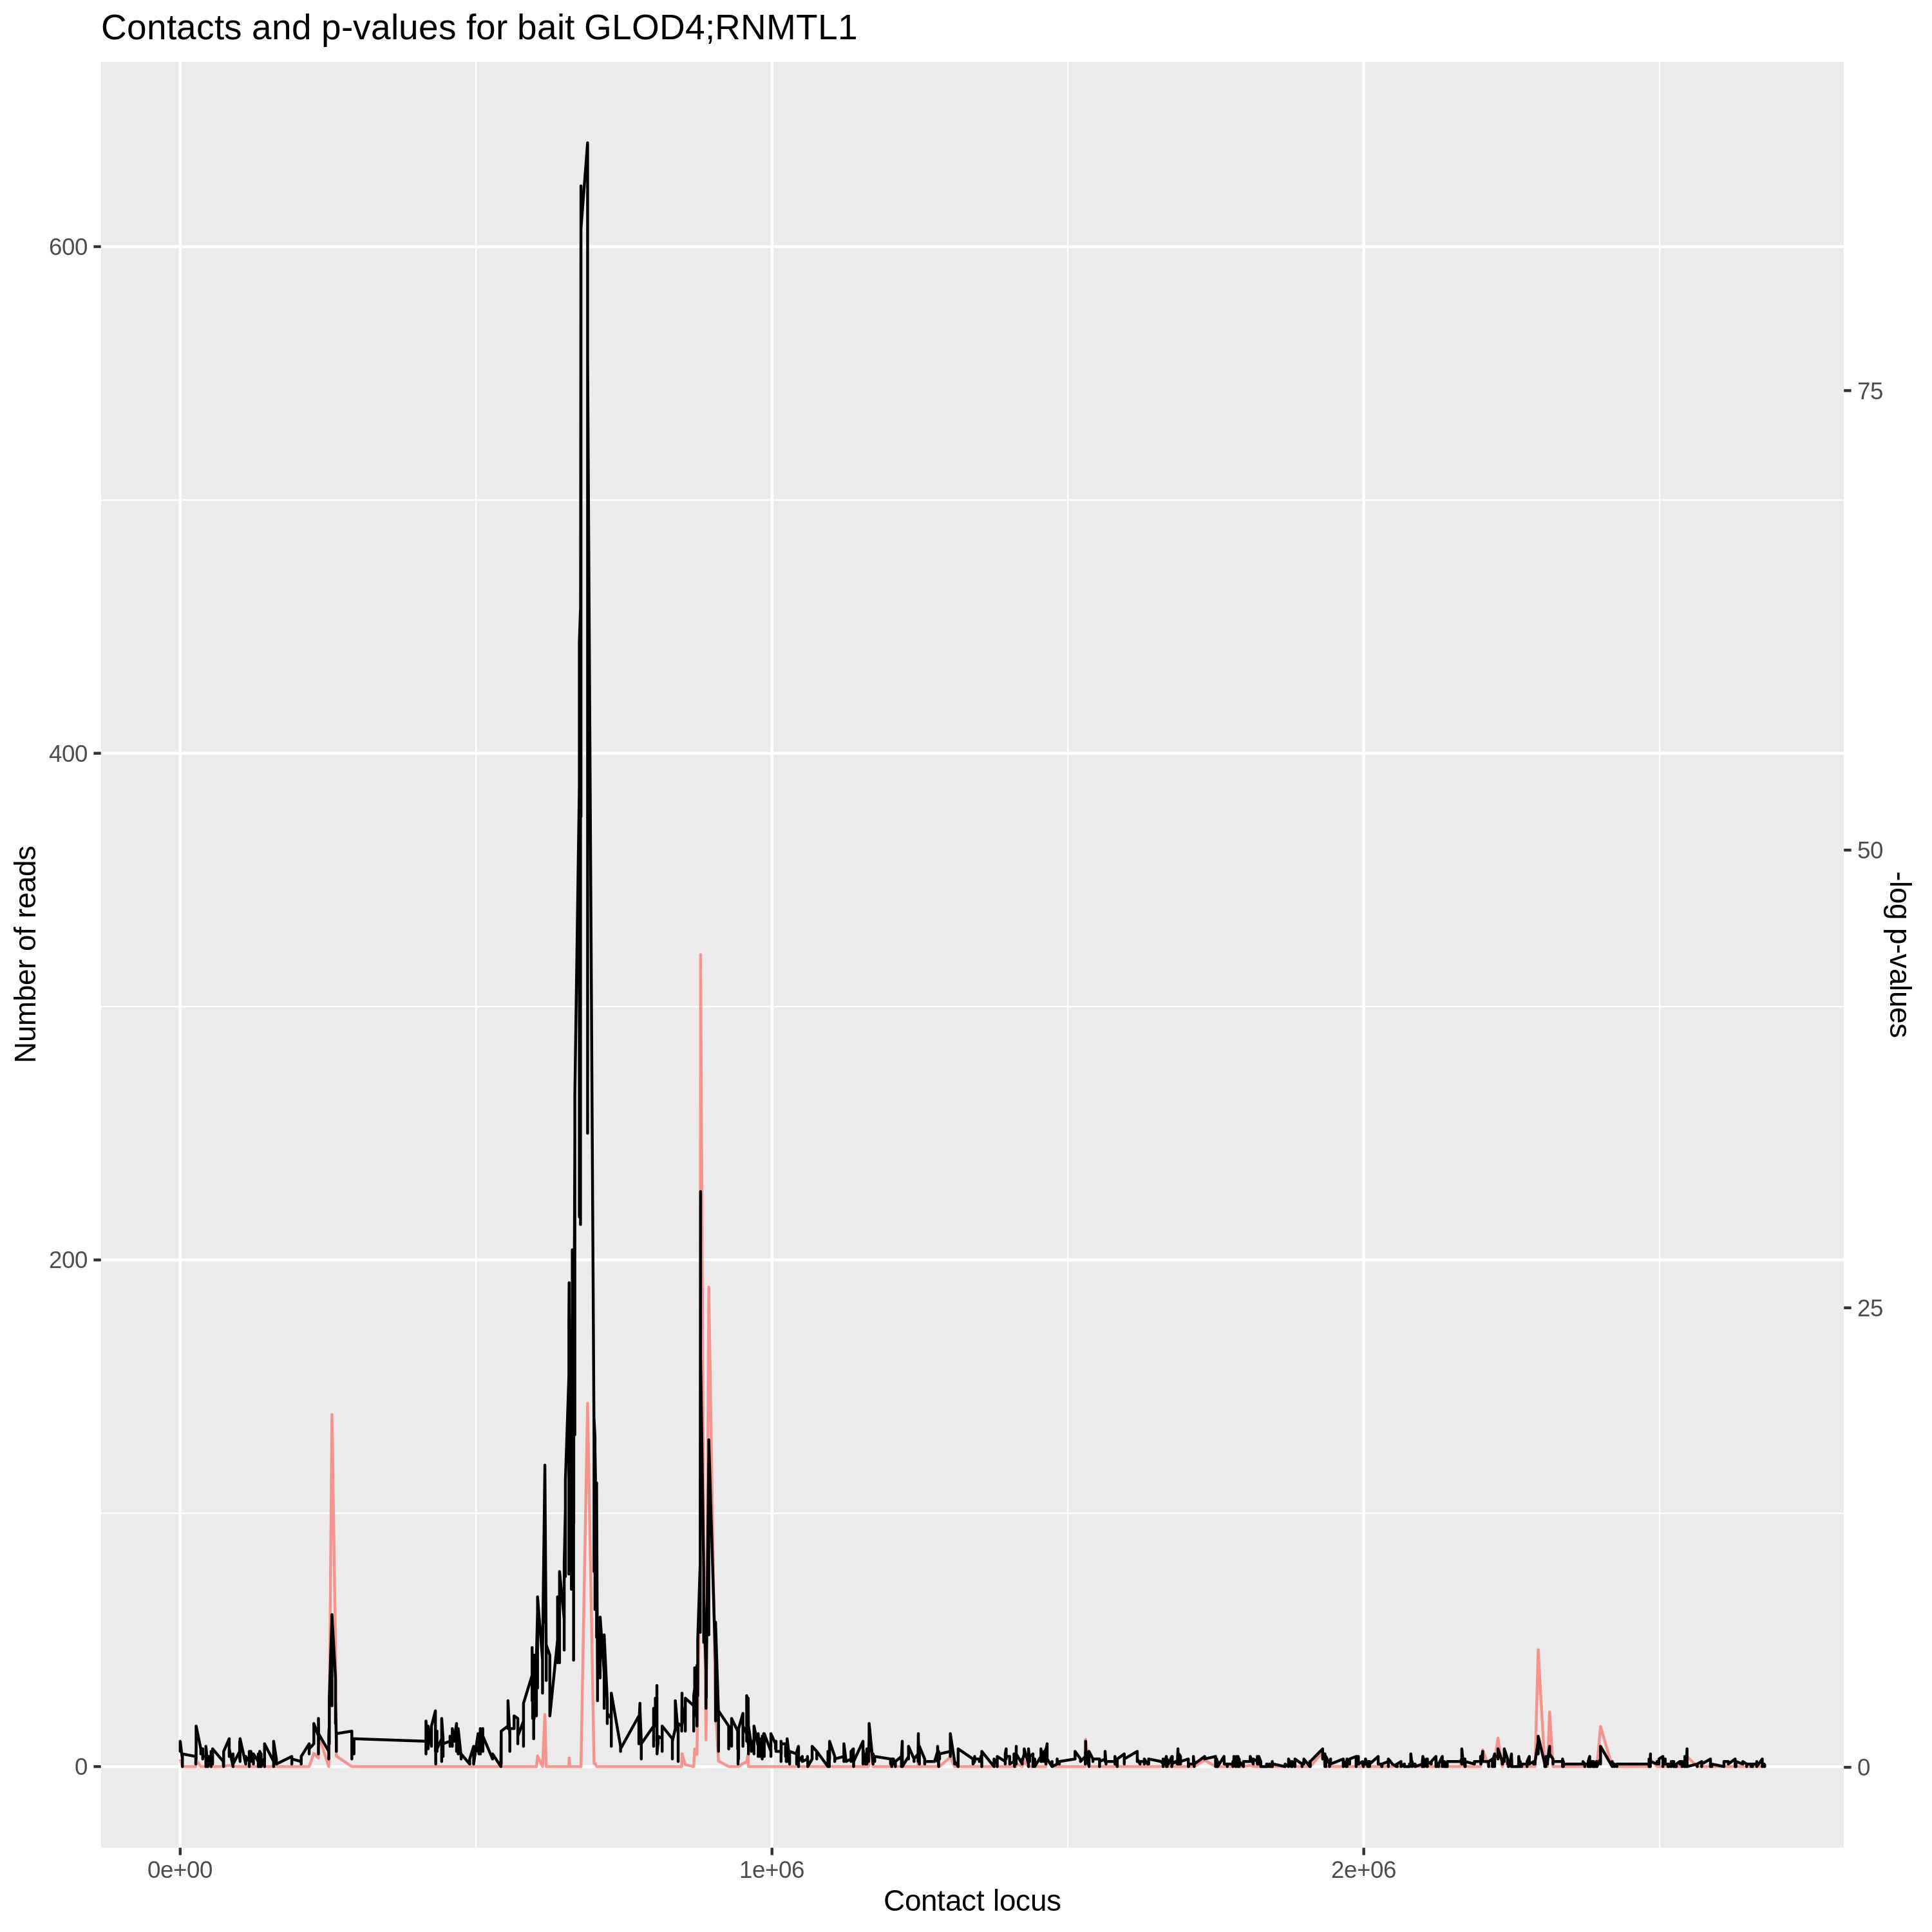 Contacts and p-values for bait GLOD4;RNMTL1
600
400
200
0
75
50
25
0
Number of reads
-log p-values
0e+00
1e+06
2e+06
Contact locus